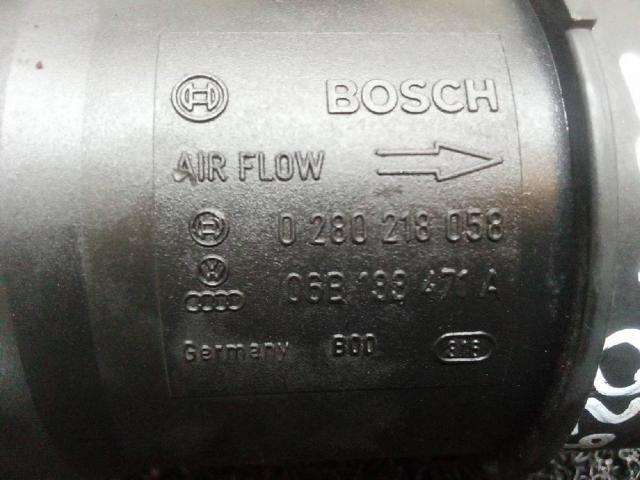 BOSCH
AIR FLOW
0 280 218 058
06B 133 471 A
Germany B00